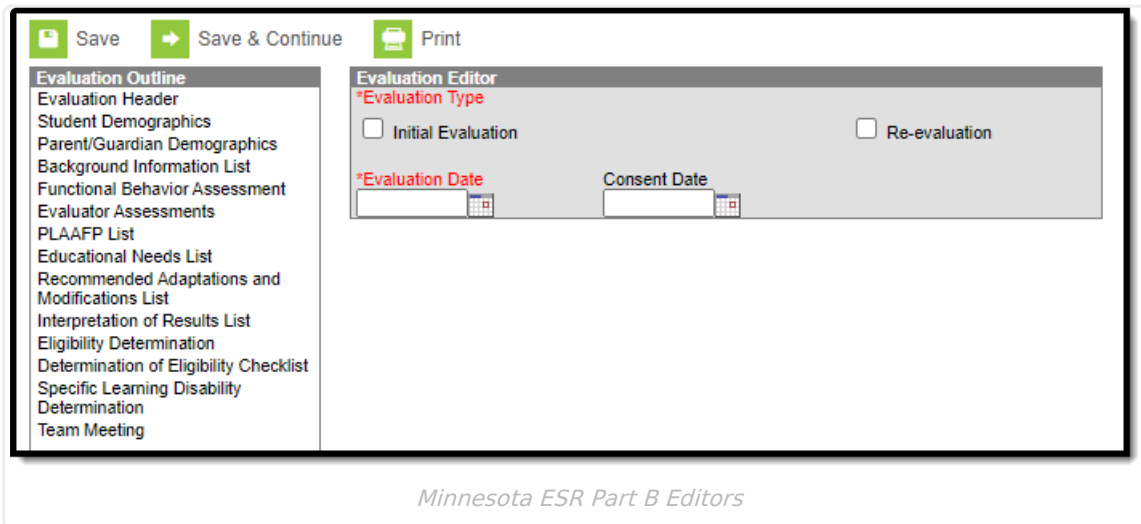 Save Save & Continue Print
Evaluation Outline
Evaluation Header
Student Demographics
Parent/Guardian Demographics
Background Information List
Functional Behavior Assessment
Evaluator Assessments
PLAAFP List
Educational Needs List
Recommended Adaptations and
Modifications List
Interpretation of Results List
Eligibility Determination
Determination of Eligibility Checklist
Specific Learning Disability
Determination
Team Meeting
Evaluation Editor
*Evaluation Type
Initial Evaluation Re-evaluation
*Evaluation Date Consent Date
Minnesota ESR Part B Editors